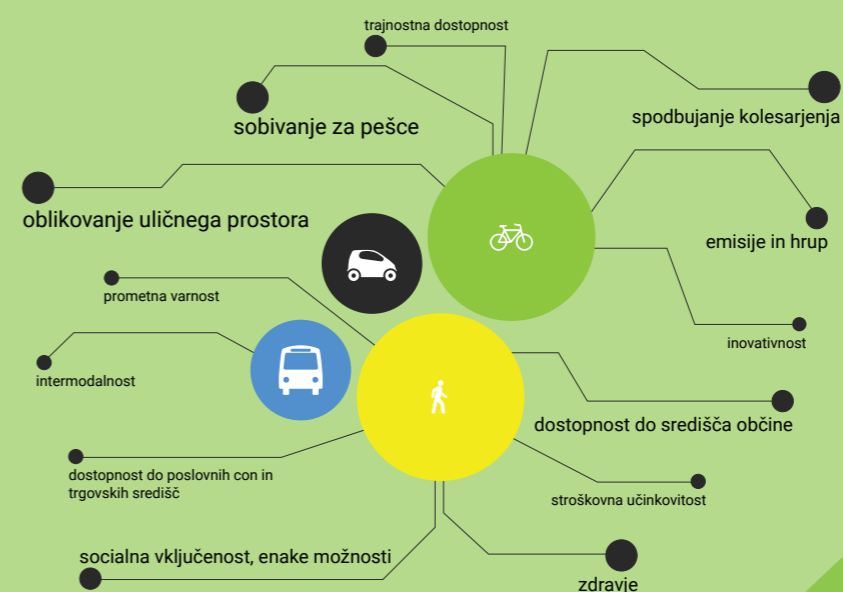 trajnostna dostopnost
spodbujanje kolesarjenja
sobivanje za pešce
oblikovanje uličnega prostora
emisije in hrup
prometna varnost
inovativnost
intermodalnost
dostopnost do središča občine
dostopnost do poslovnih con in
trgovskih središč
stroškovna učinkovitost
socialna vključenost, enake možnosti
zdravje